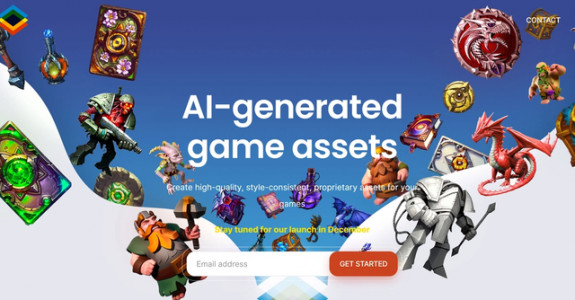 CONTACT
AI-generated
game assets
Create high-quality, style-consistent, proprietary assets for your
games
Stay tuned for our launch in December
Email address
GET STARTED